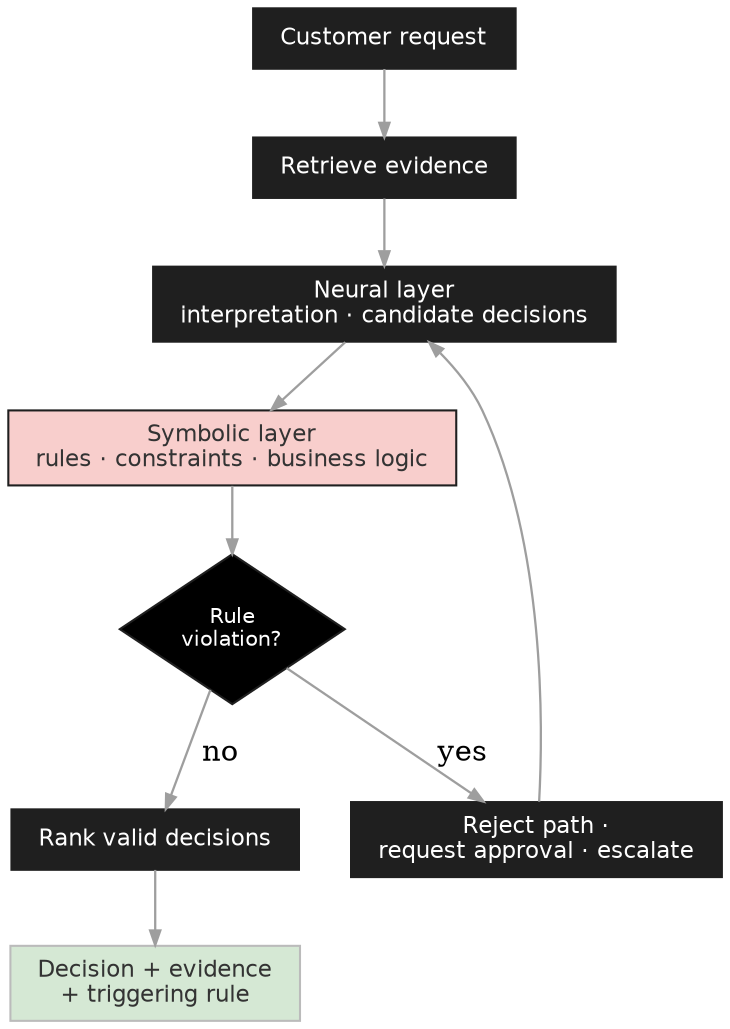 Customer request
Retrieve evidence
Neural layer
interpretation · candidate decisions
Symbolic layer
rules · constraints · business logic
Rule
violation?
no
yes
Rank valid decisions
Reject path ·
request approval · escalate
Decision + evidence
+ triggering rule